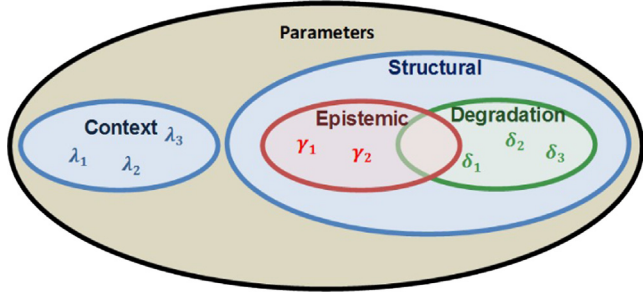 Parameters
Structural
Context
λ₁ λ₂ λ₃
Epistemic
γ₁ γ₂
Degradation
δ₁ δ₂ δ₃